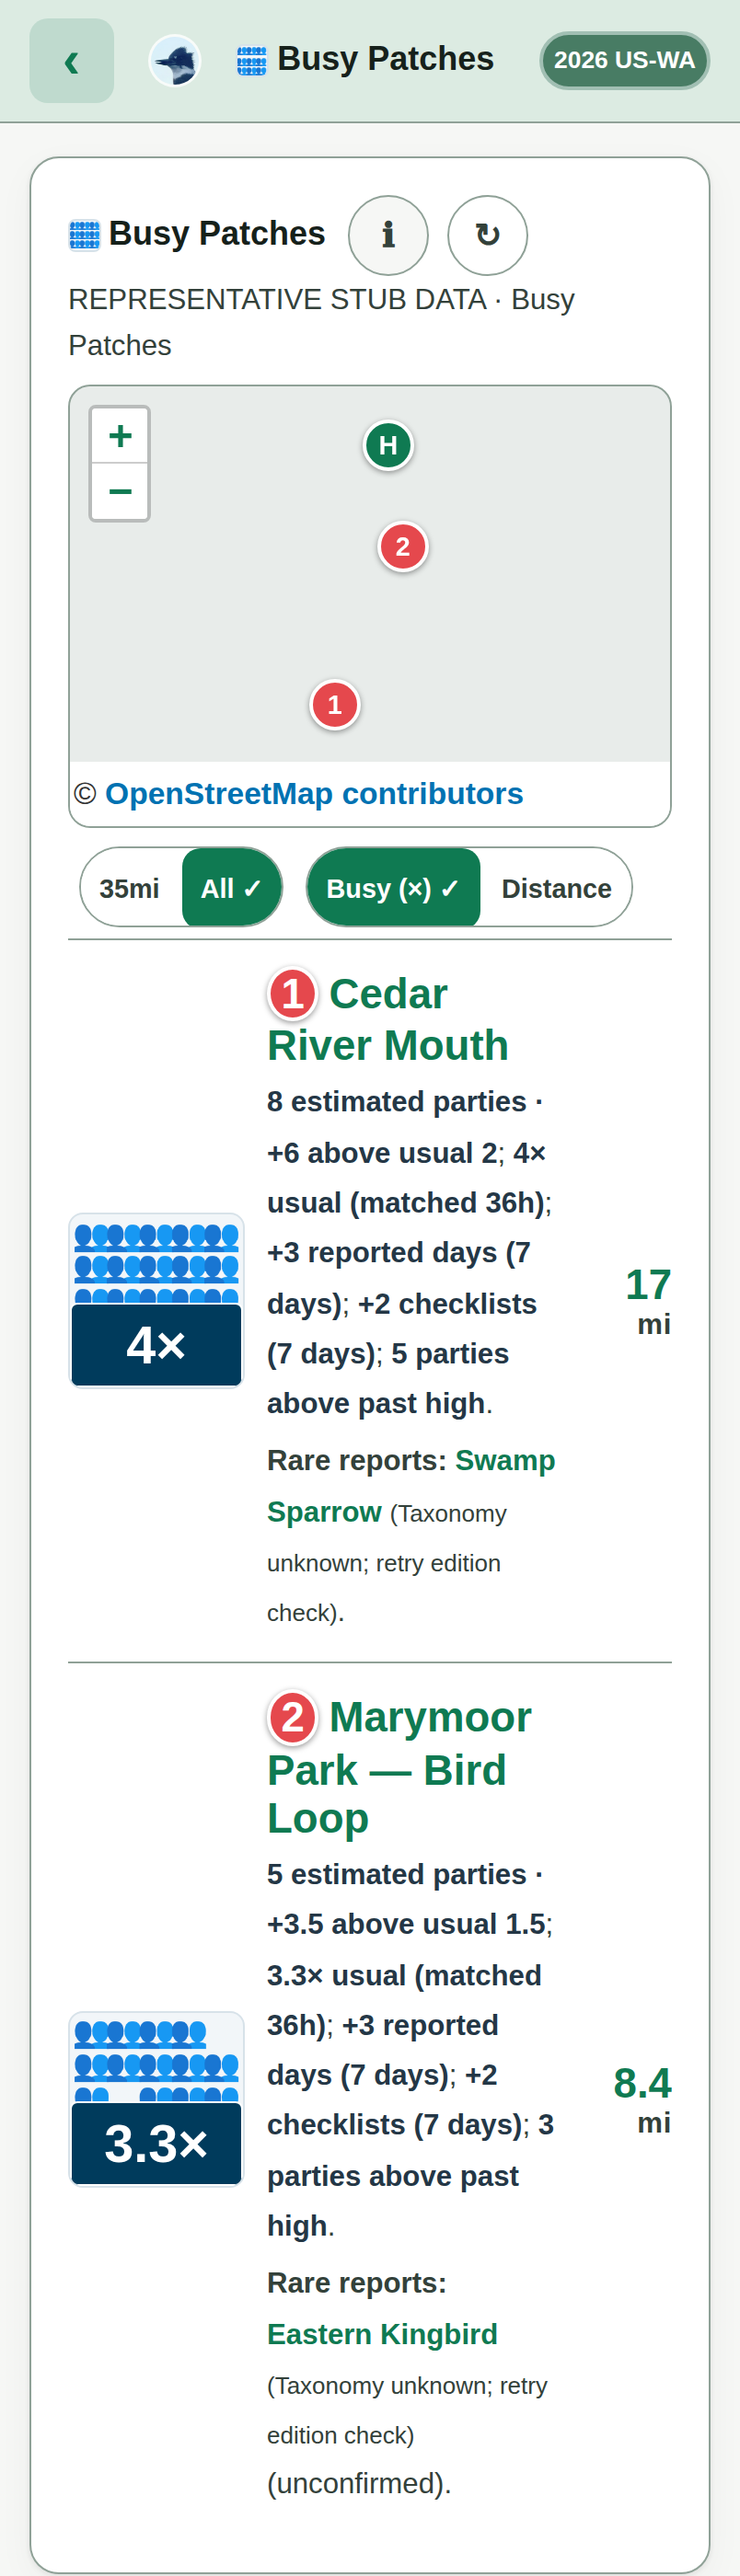 ‹ Busy Patches 2026 US-WA
Busy Patches ℹ ↻
REPRESENTATIVE STUB DATA · Busy
Patches
+
−
H
2
1
© OpenStreetMap contributors
35mi All ✓ Busy (×) ✓ Distance
1 Cedar
River Mouth
8 estimated parties ·
+6 above usual 2; 4×
usual (matched 36h);
+3 reported days (7
days); +2 checklists
(7 days); 5 parties
above past high.
Rare reports: Swamp
Sparrow (Taxonomy
unknown; retry edition
check).
4×
17
mi
2 Marymoor
Park — Bird
Loop
5 estimated parties ·
+3.5 above usual 1.5;
3.3× usual (matched
36h); +3 reported
days (7 days); +2
checklists (7 days); 3
parties above past
high.
Rare reports:
Eastern Kingbird
(Taxonomy unknown; retry
edition check)
(unconfirmed).
3.3×
8.4
mi